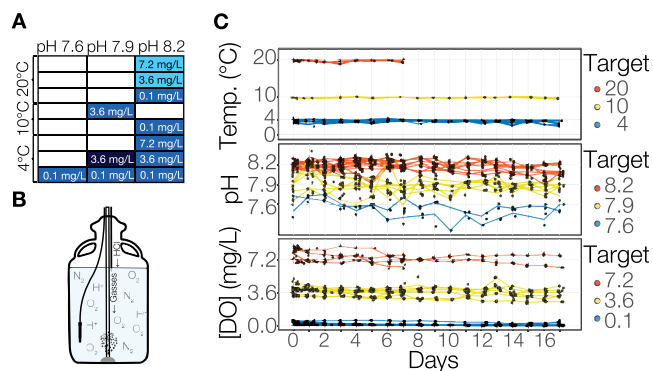 A
pH 7.6 pH 7.9 pH 8.2
20°C
7.2 mg/L
3.6 mg/L
0.1 mg/L
10°C
3.6 mg/L
0.1 mg/L
4°C
7.2 mg/L
3.6 mg/L 3.6 mg/L
0.1 mg/L 0.1 mg/L 0.1 mg/L
B
← HCl
← Gasses
N2 O2
H+ N2
O2 O2
H+ O2
O2 N2
C
Temp. (°C)
20
10
4
0
Target
20
10
4
pH
8.2
7.9
7.6
Target
8.2
7.9
7.6
[DO] (mg/L)
7.2
3.6
0.0
Target
7.2
3.6
0.1
0 2 4 6 8 10 12 14 16
Days